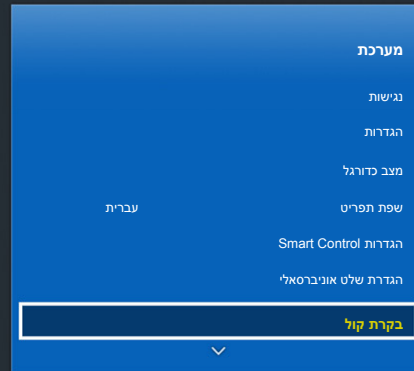 מערכת
נגישות
הגדרות
מצב כדורגל
שפת תפריט עברית
הגדרות Smart Control
הגדרת שלט אוניברסאלי
בקרת קול